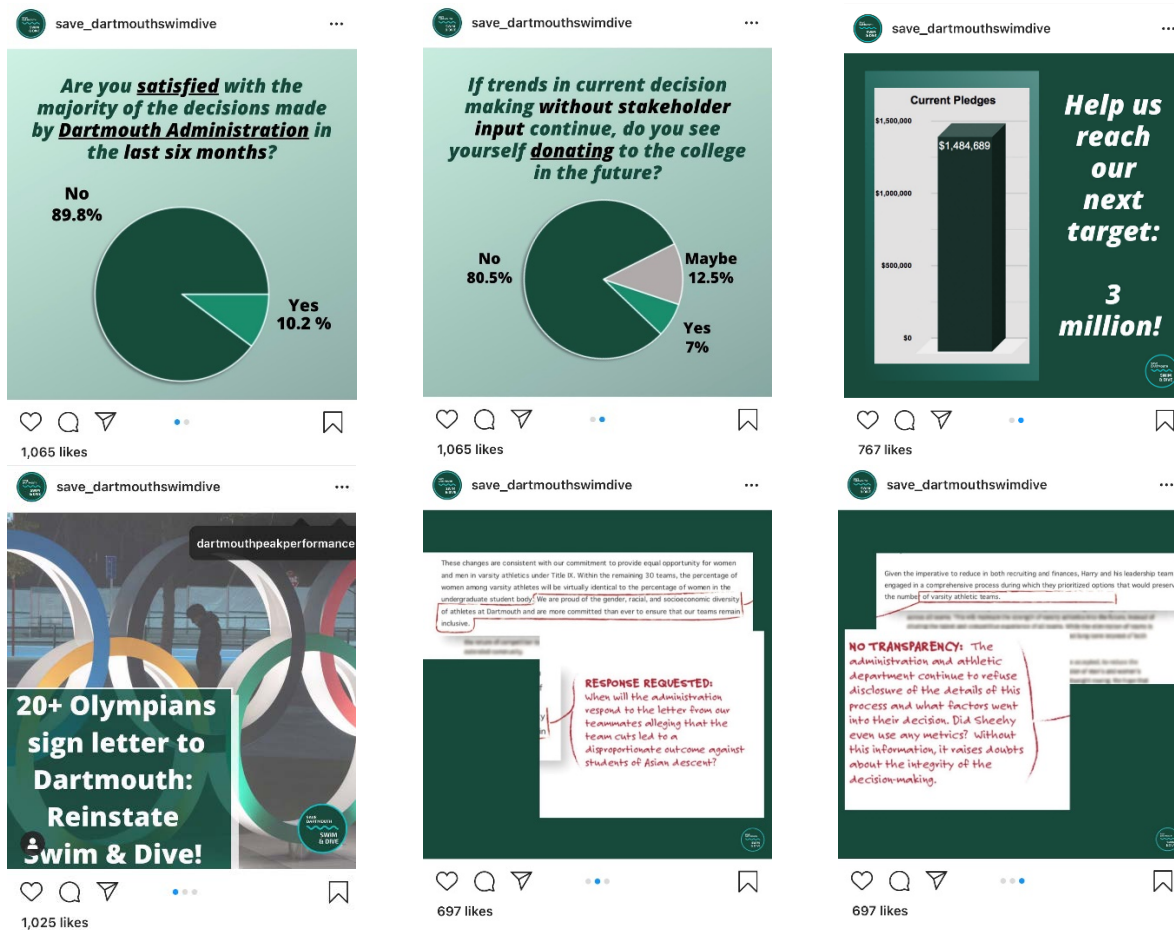 save_dartmouthswimdive
Are you satisfied with the
majority of the decisions made
by Dartmouth Administration in
the last six months?
No
89.8%
Yes
10.2 %
1,065 likes
save_dartmouthswimdive
If trends in current decision
making without stakeholder
input continue, do you see
yourself donating to the college
in the future?
No
80.5%
Maybe
12.5%
Yes
7%
1,065 likes
save_dartmouthswimdive
Current Pledges
$1,500,000
$1,484,689
$1,000,000
$500,000
$0
Help us
reach
our
next
target:
3
million!
SWIM
& DIVE
767 likes
save_dartmouthswimdive
dartmouthpeakperformance
20+ Olympians
sign letter to
Dartmouth:
Reinstate
Swim & Dive!
SAVE
DARTMOUTH
SWIM
& DIVE
1,025 likes
save_dartmouthswimdive
These changes are consistent with our commitment to provide equal opportunity for women
and men in varsity athletics under Title IX. Within the remaining 30 teams, the percentage of
women among varsity athletes will be virtually identical to the percentage of women in the
undergraduate student body. We are proud of the gender, racial, and socioeconomic diversity
of athletes at Dartmouth and are more committed than ever to ensure that our teams remain
inclusive.
RESPONSE REQUESTED:
When will the administration
respond to the letter from our
teammates alleging that the
team cuts led to a
disproportionate outcome against
students of Asian descent?
697 likes
save_dartmouthswimdive
Given the imperative to reduce in both recruiting and finances, Harry and his leadership team
engaged in a comprehensive process during which they prioritized options that would preserv
the number of varsity athletic teams.
NO TRANSPARENCY: The
administration and athletic
department continue to refuse
disclosure of the details of this
process and what factors went
into their decision. Did Sheehy
even use any metrics? Without
this information, it raises doubts
about the integrity of the
decision-making.
697 likes